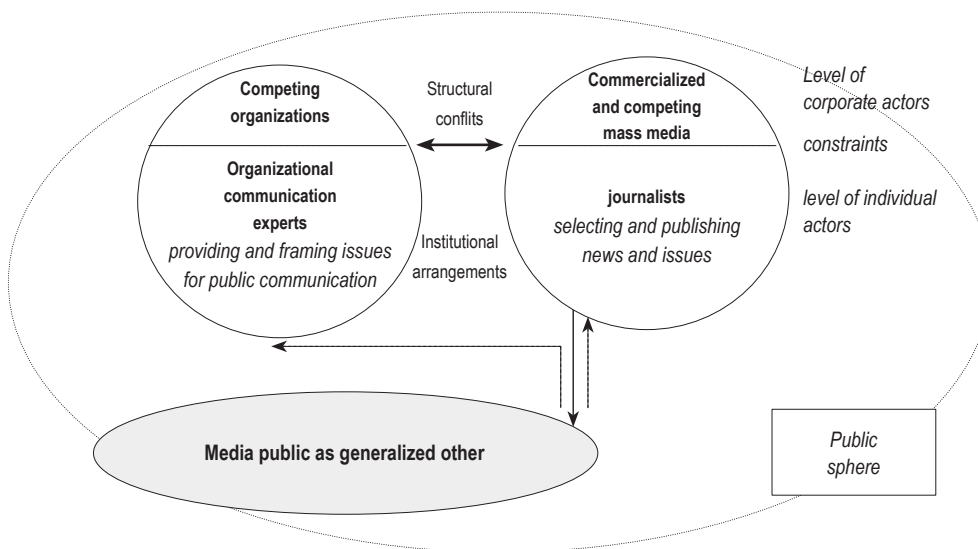 Competing
organizations
Organizational
communication
experts
providing and framing issues
for public communication
Structural
conflits
Institutional
arrangements
Commercialized
and competing
mass media
journalists
selecting and publishing
news and issues
Level of
corporate actors
constraints
level of individual
actors
Media public as generalized other
Public
sphere